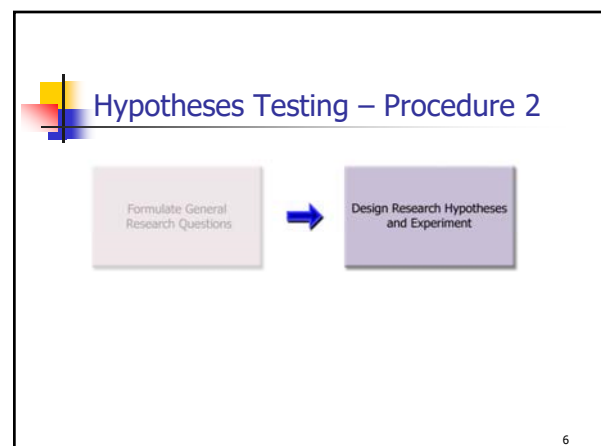 Hypotheses Testing – Procedure 2
Formulate General
Research Questions
Design Research Hypotheses
and Experiment
6